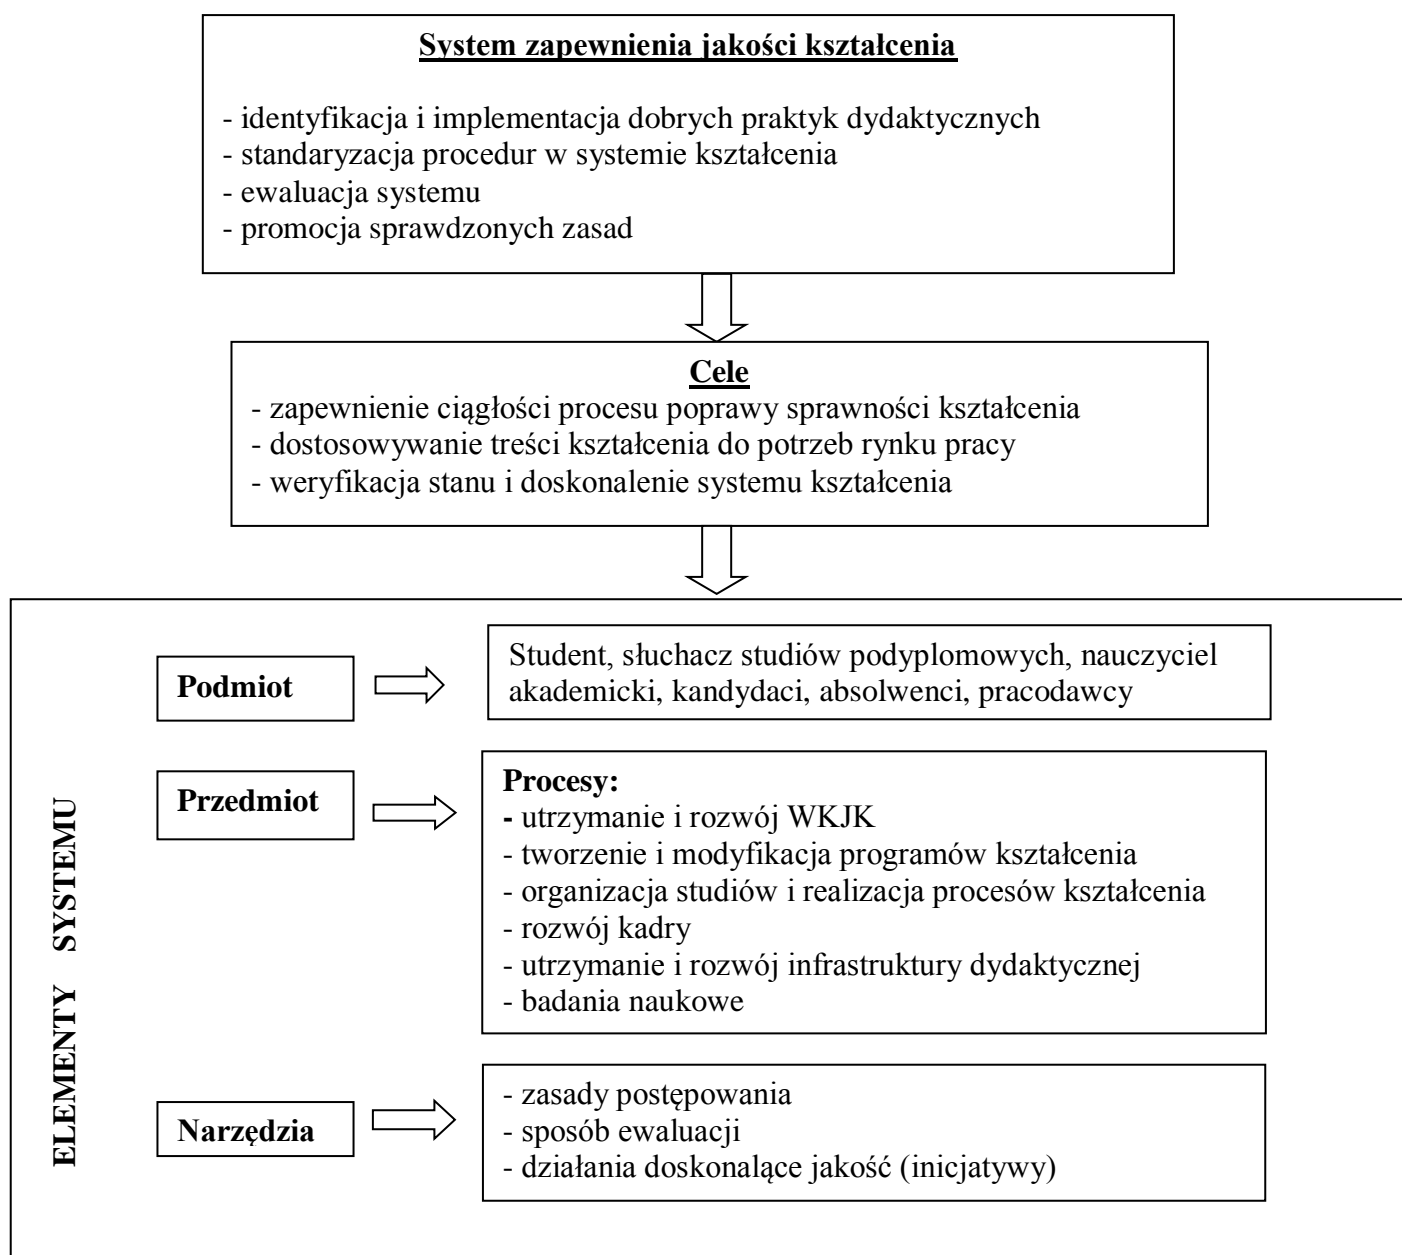 System zapewnienia jakości kształcenia
- identyfikacja i implementacja dobrych praktyk dydaktycznych
- standaryzacja procedur w systemie kształcenia
- ewaluacja systemu
- promocja sprawdzonych zasad
Cele
- zapewnienie ciągłości procesu poprawy sprawności kształcenia
- dostosowywanie treści kształcenia do potrzeb rynku pracy
- weryfikacja stanu i doskonalenie systemu kształcenia
ELEMENTY SYSTEMU
Podmiot
Student, słuchacz studiów podyplomowych, nauczyciel
akademicki, kandydaci, absolwenci, pracodawcy
Przedmiot
Procesy:
- utrzymanie i rozwój WKJK
- tworzenie i modyfikacja programów kształcenia
- organizacja studiów i realizacja procesów kształcenia
- rozwój kadry
- utrzymanie i rozwój infrastruktury dydaktycznej
- badania naukowe
Narzędzia
- zasady postępowania
- sposób ewaluacji
- działania doskonalące jakość (inicjatywy)